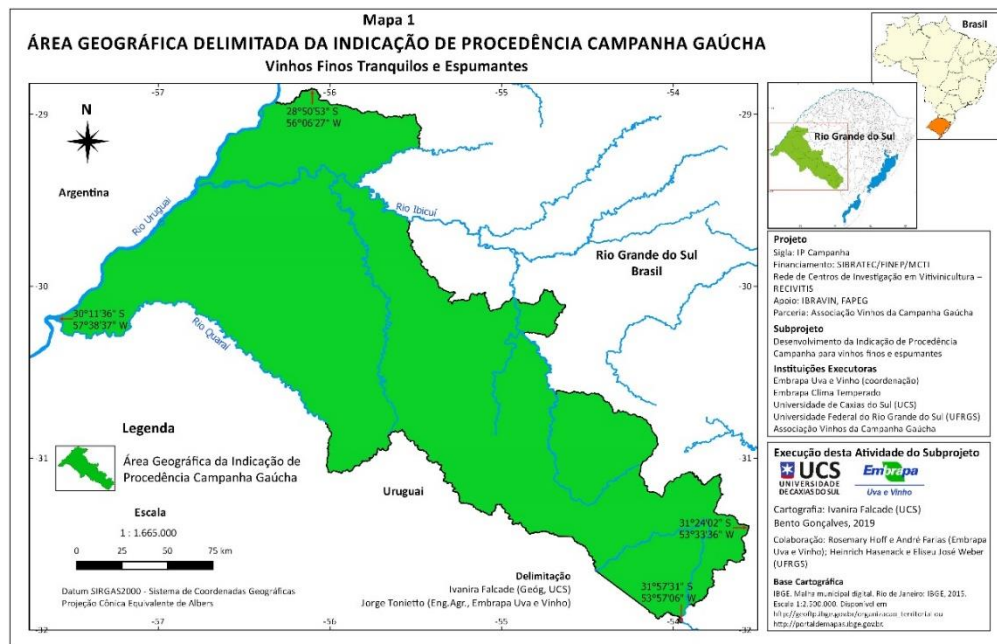 Mapa 1
ÁREA GEOGRÁFICA DELIMITADA DA INDICAÇÃO DE PROCEDÊNCIA CAMPANHA GAÚCHA
Vinhos Finos Tranquilos e Espumantes
-57
-56
-55
-54
-29
-30
-31
-32
N
28°50'53" S
56°06'27" W
Argentina
Rio Uruguai
Rio Ibicuí
Rio Grande do Sul
Brasil
30°11'36" S
57°38'37" W
Rio Quaraí
Uruguai
31°24'02" S
53°33'36" W
31°57'31" S
53°57'06" W
Legenda
Área Geográfica da Indicação de
Procedência Campanha Gaúcha
Escala
1 : 1.665.000
0 25 50 75 km
Datum SIRGAS2000 - Sistema de Coordenadas Geográficas
Projeção Cônica Equivalente de Albers
Delimitação
Ivanira Falcade (Geóg, UCS)
Jorge Tonietto (Eng.Agr., Embrapa Uva e Vinho)
Brasil
Rio Grande do Sul
Projeto
Sigla: IP Campanha
Financiamento: SIBRATEC/FINEP/MCTI
Rede de Centros de Investigação em Vitivinicultura –
RECIVITIS
Apoio: IBRAVIN, FAPEG
Parceria: Associação Vinhos da Campanha Gaúcha
Subprojeto
Desenvolvimento da Indicação de Procedência
Campanha para vinhos finos e espumantes
Instituições Executoras
Embrapa Uva e Vinho (coordenação)
Embrapa Clima Temperado
Universidade de Caxias do Sul (UCS)
Universidade Federal do Rio Grande do Sul (UFRGS)
Associação Vinhos da Campanha Gaúcha
Execução desta Atividade do Subprojeto
UCS
UNIVERSIDADE
DE CAXIAS DO SUL
Embrapa
Uva e Vinho
Cartografia: Ivanira Falcade (UCS)
Bento Gonçalves, 2019
Colaboração: Rosemary Hoff e André Farias (Embrapa
Uva e Vinho); Heinrich Hasenack e Eliseu José Weber
(UFRGS)
Base Cartográfica
IBGE. Malha municipal digital. Rio de Janeiro: IBGE, 2015.
Escala 1:2.500.000. Disponível em
http://portaldemapas.ibge.gov.br.